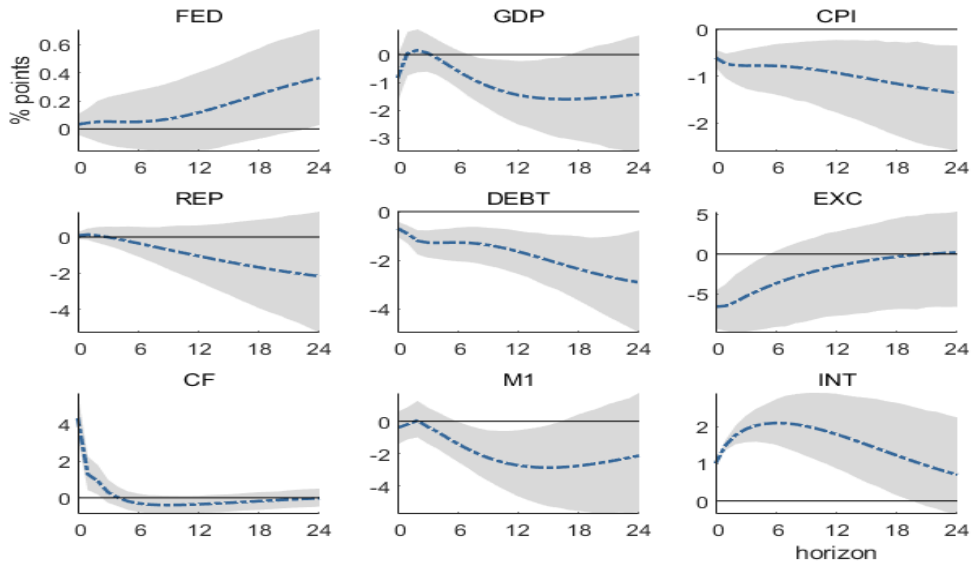 FED GDP CPI
% points
0.6 0 0
0.4 -1 -1
0.2 -2 -2
0 -3
0 6 12 18 24 0 6 12 18 24 0 6 12 18 24
REP DEBT EXC
0 0 5
-2 -2 0
-4 -4 -5
0 6 12 18 24 0 6 12 18 24 0 6 12 18 24
CF M1 INT
4 0 2
2 -2 1
0 -4 0
0 6 12 18 24 0 6 12 18 24 0 6 12 18 24
horizon